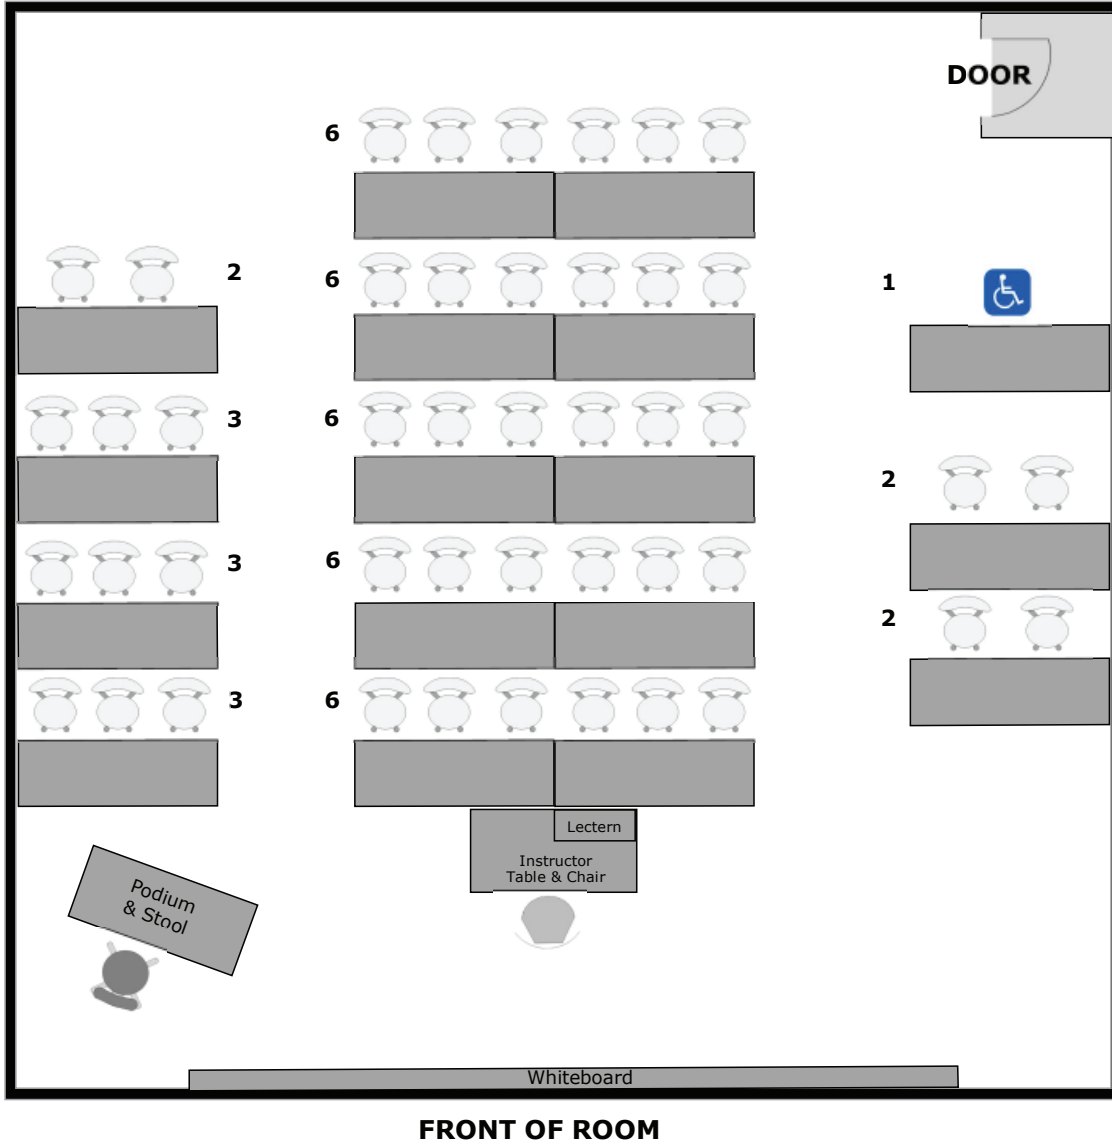 DOOR
6
2
6
1
3
6
2
3
6
2
3
6
Lectern
Instructor
Table & Chair
Podium
& Stool
Whiteboard
FRONT OF ROOM